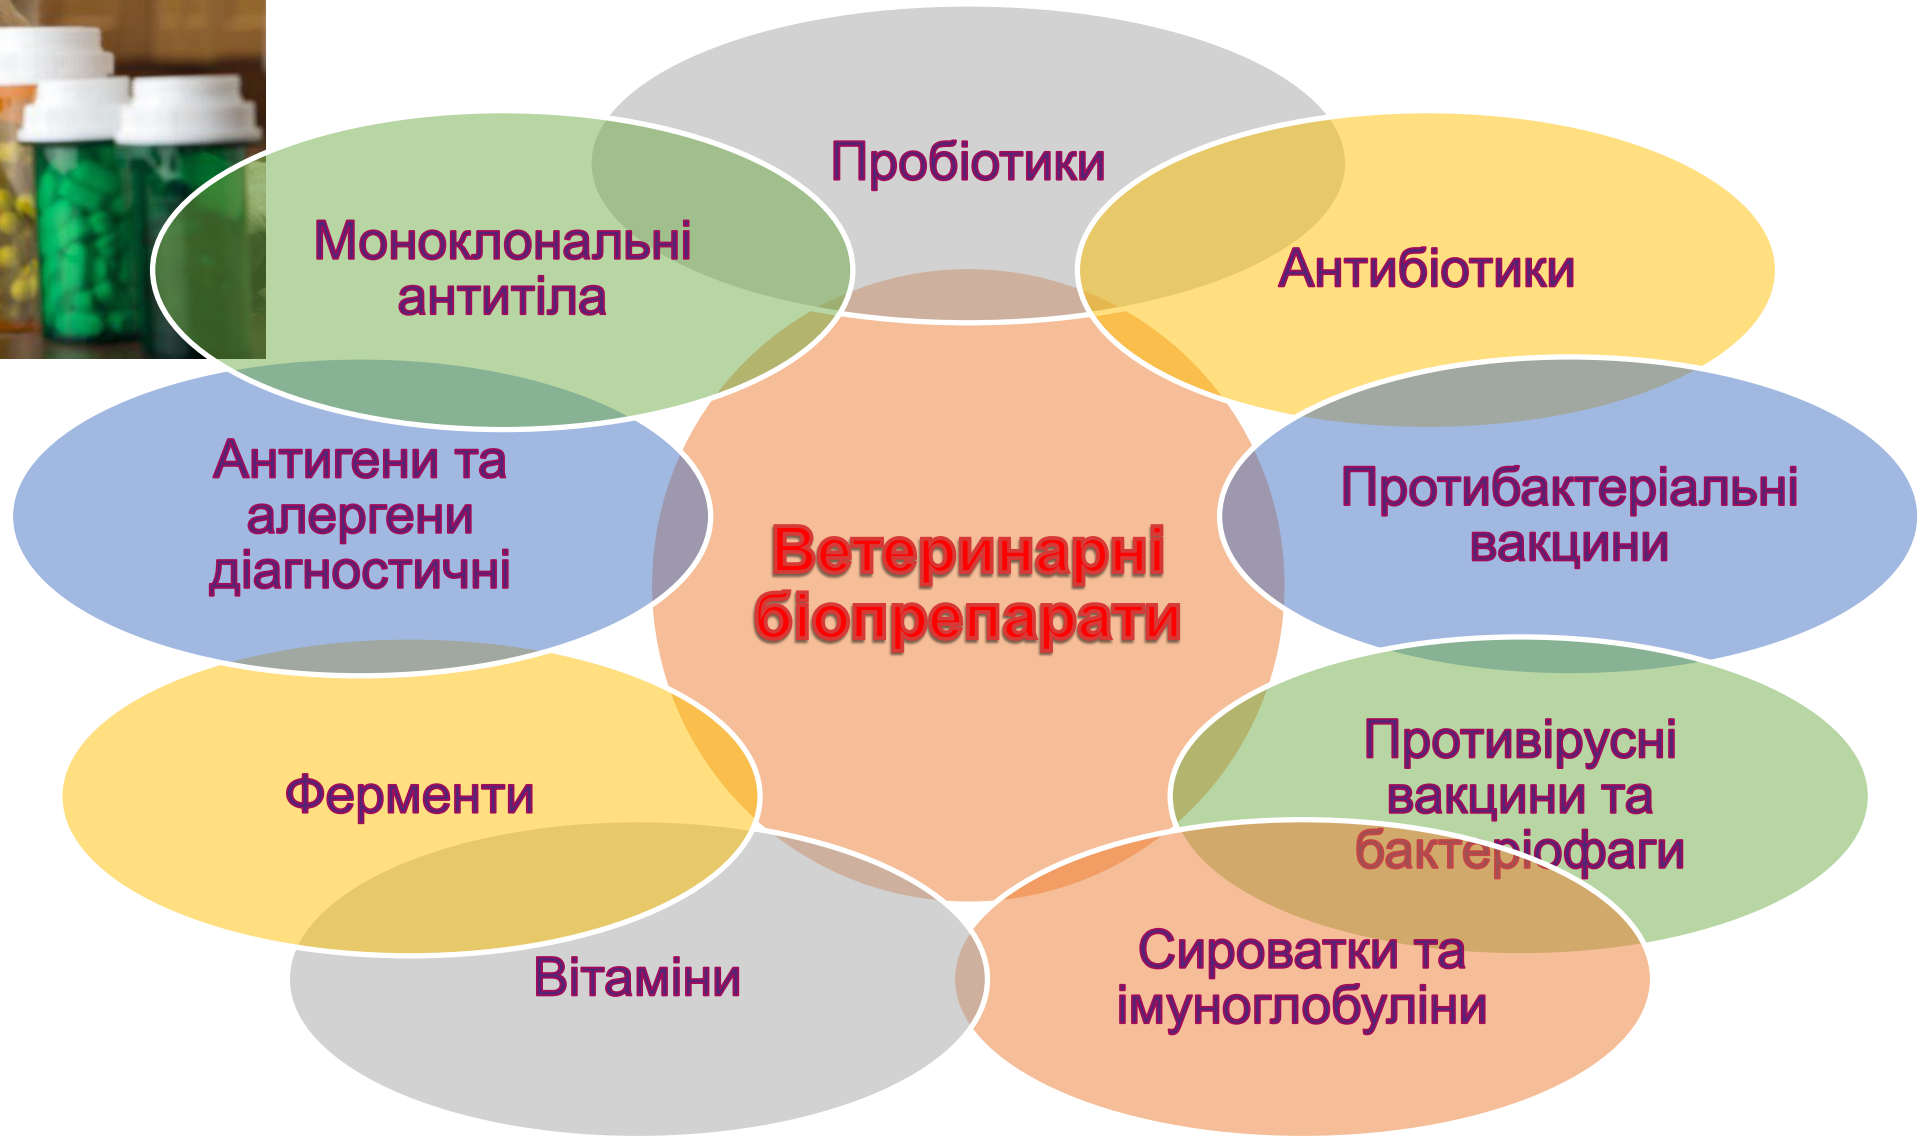 Пробіотики
Антибіотики
Протибактеріальні
вакцини
Противірусні
вакцини та
бактеріофаги
Сироватки та
імуноглобуліни
Вітаміни
Ферменти
Антигени та
алергени
діагностичні
Моноклональні
антитіла
Ветеринарні
біопрепарати